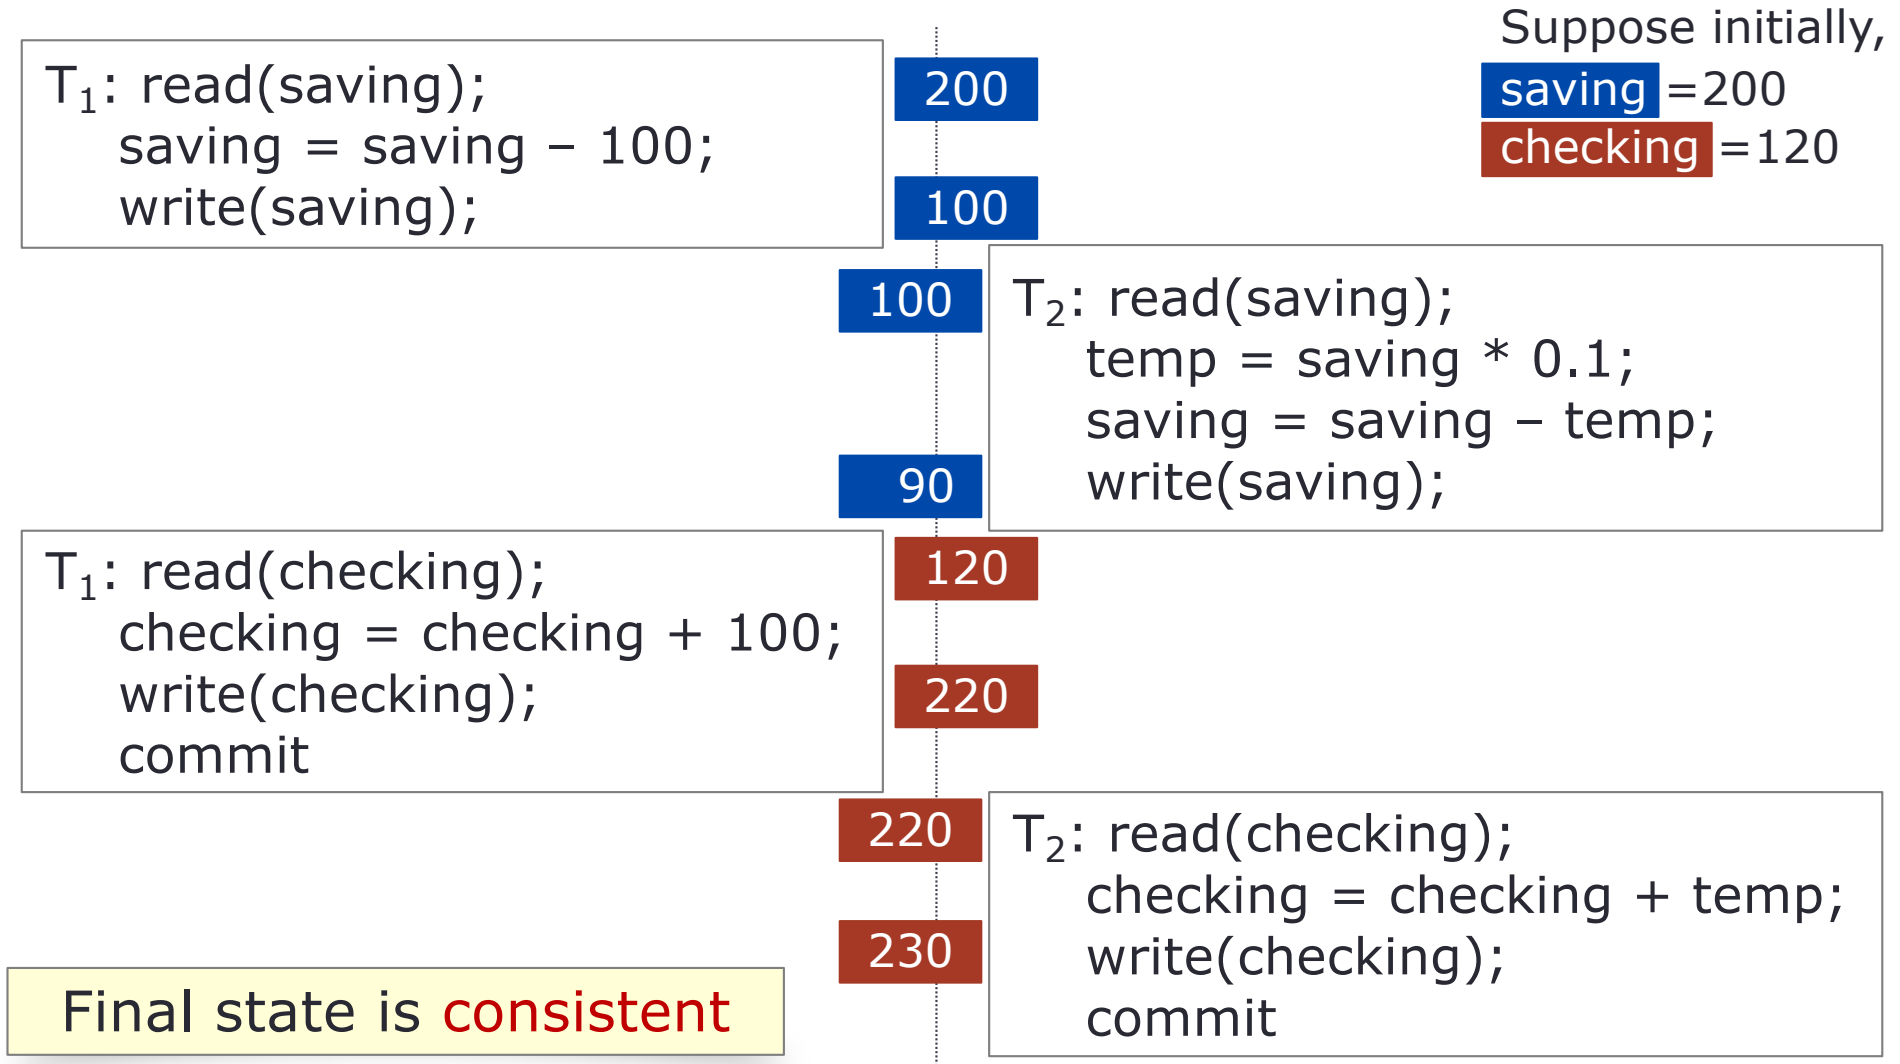 Suppose initially,
saving =200
checking =120
T₁: read(saving);
saving = saving – 100;
write(saving);
200
100
100
T₂: read(saving);
temp = saving * 0.1;
saving = saving – temp;
write(saving);
90
T₁: read(checking);
checking = checking + 100;
write(checking);
commit
120
220
220
T₂: read(checking);
checking = checking + temp;
write(checking);
commit
230
Final state is consistent